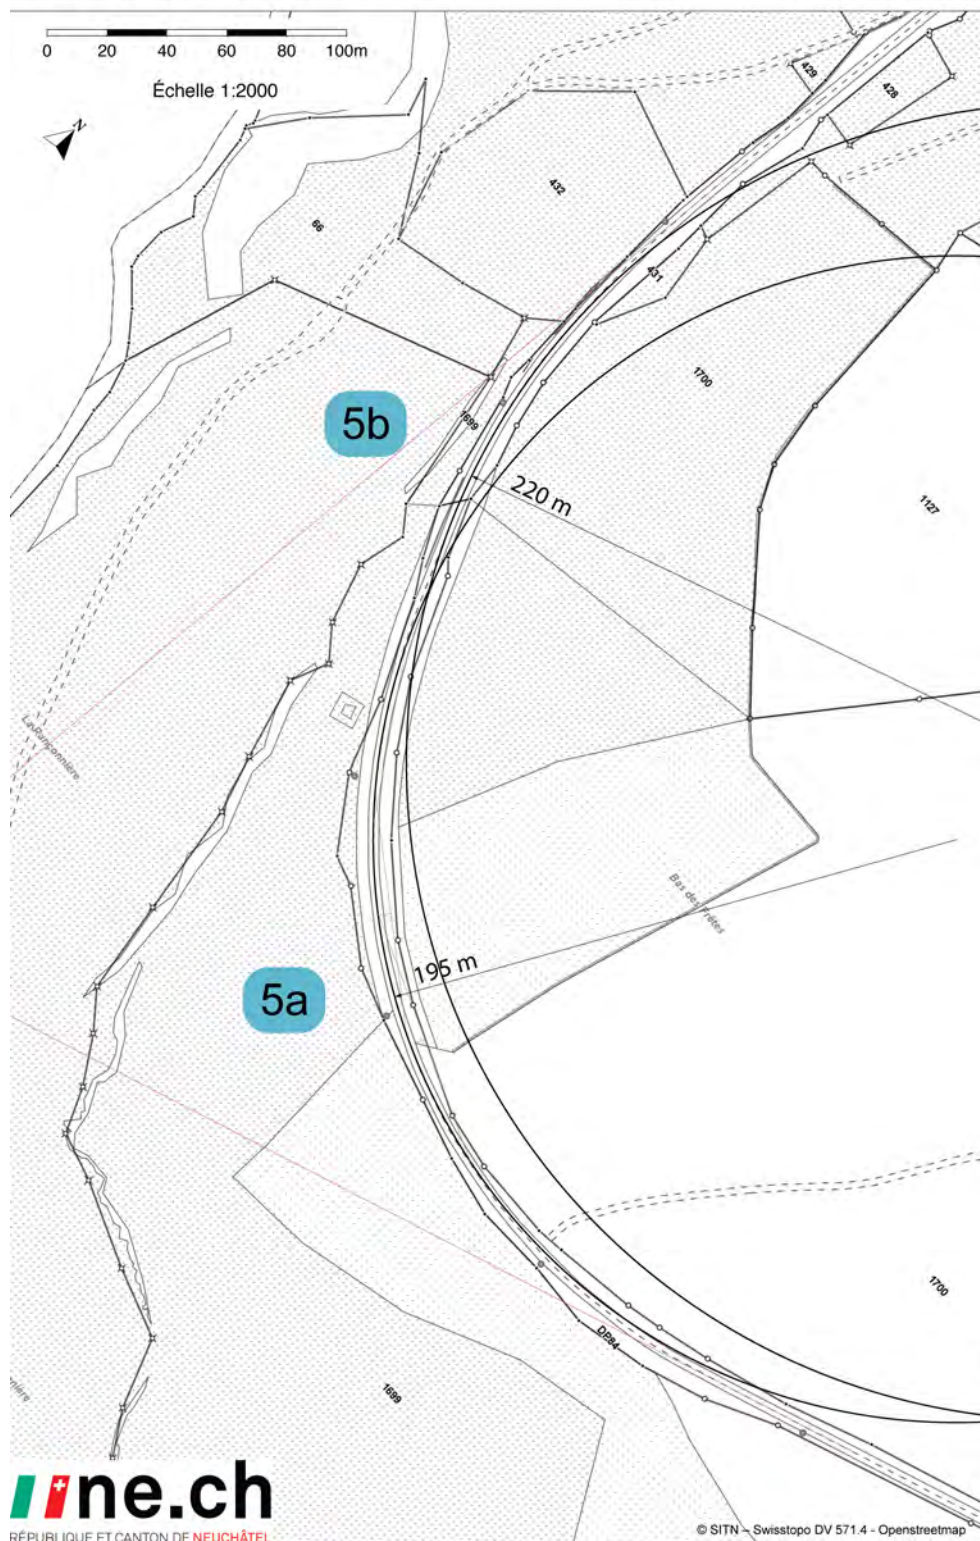 0 20 40 60 80 100m
Échelle 1:2000
N
429
428
432
66
431
1700
1699
5b
220 m
1127
La Rançonnière
Bas des Frêtes
195 m
5a
1700
DP84
1699
ne.ch
RÉPUBLIQUE ET CANTON DE NEUCHÂTEL
© SITN – Swisstopo DV 571.4 - Openstreetmap